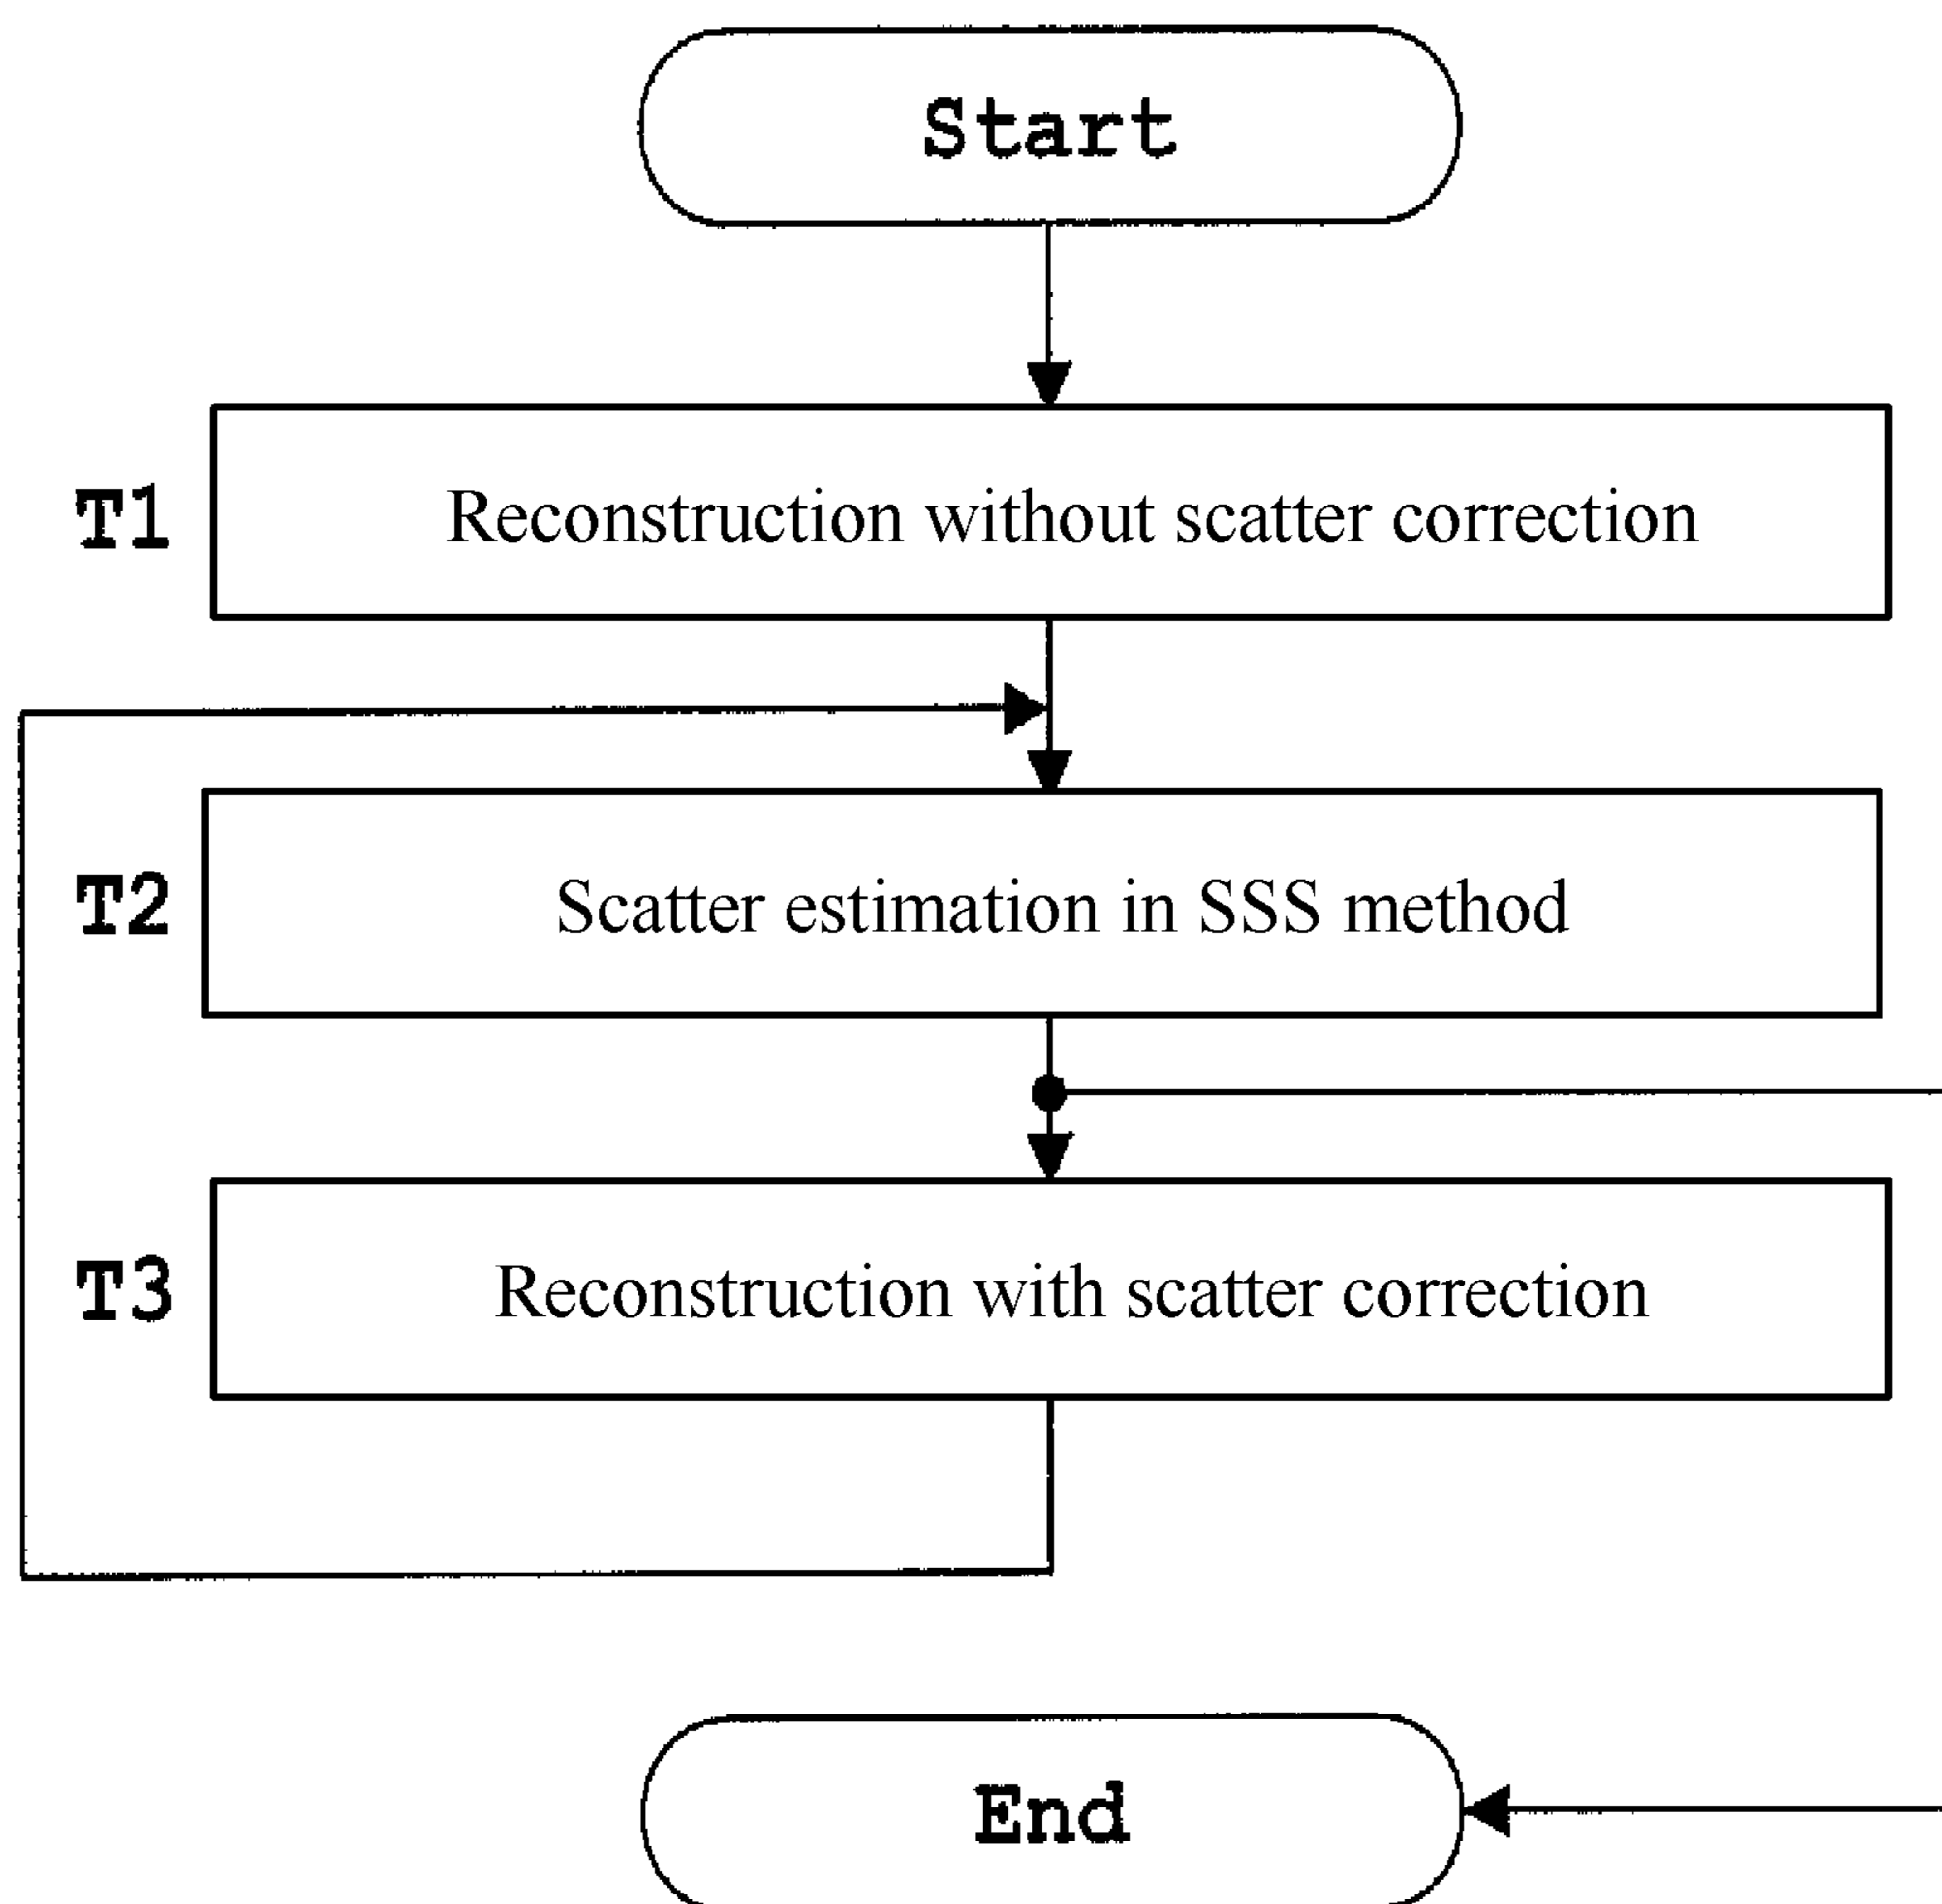 Start
T1
Reconstruction without scatter correction
T2
Scatter estimation in SSS method
T3
Reconstruction with scatter correction
End